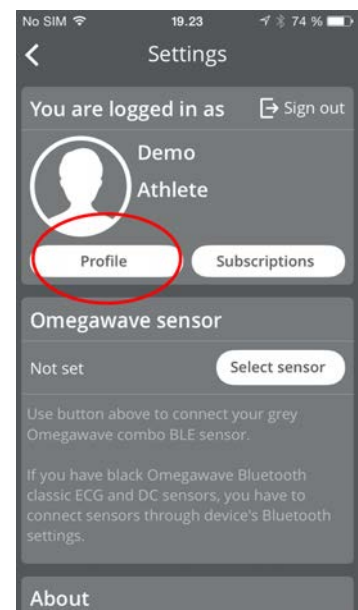 No SIM 19.23 74 %
Settings
You are logged in as Sign out
Demo
Athlete
Profile Subscriptions
Omegawave sensor
Not set Select sensor
Use button above to connect your grey
Omegawave combo BLE sensor.
If you have black Omegawave Bluetooth
classic ECG and DC sensors, you have to
connect sensors through device's Bluetooth
settings.
About